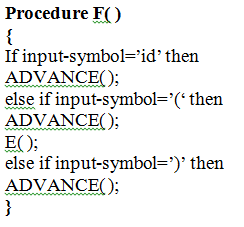 Procedure F( )
{
If input-symbol=’id’ then
ADVANCE( );
else if input-symbol=’(‘ then
ADVANCE( );
E( );
else if input-symbol=’)’ then
ADVANCE( );
}